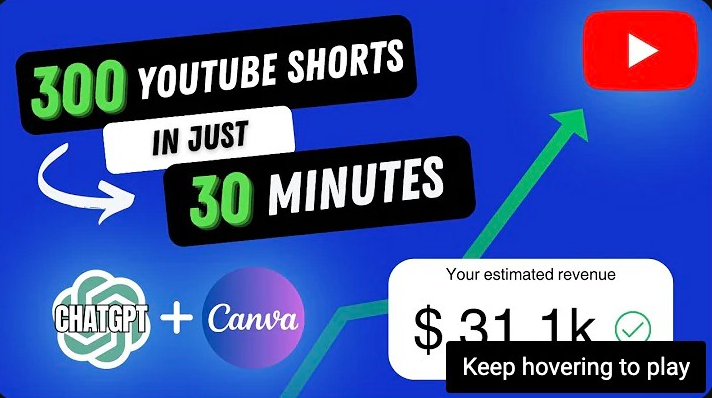 300 YOUTUBE SHORTS
IN JUST
30 MINUTES
CHATGPT + Canva
Your estimated revenue
$ 31.1k
Keep hovering to play